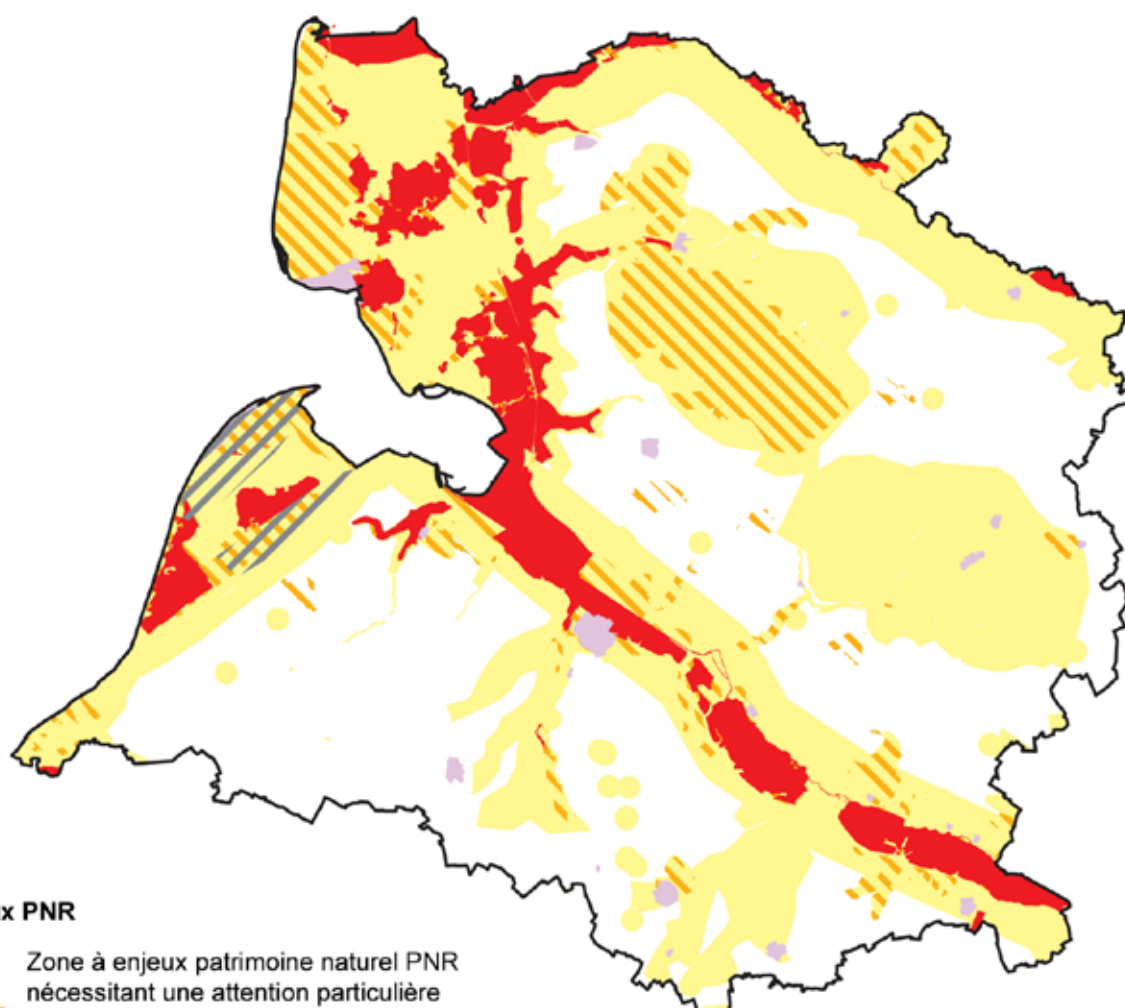 x PNR
Zone à enjeux patrimoine naturel PNR
nécessitant une attention particulière